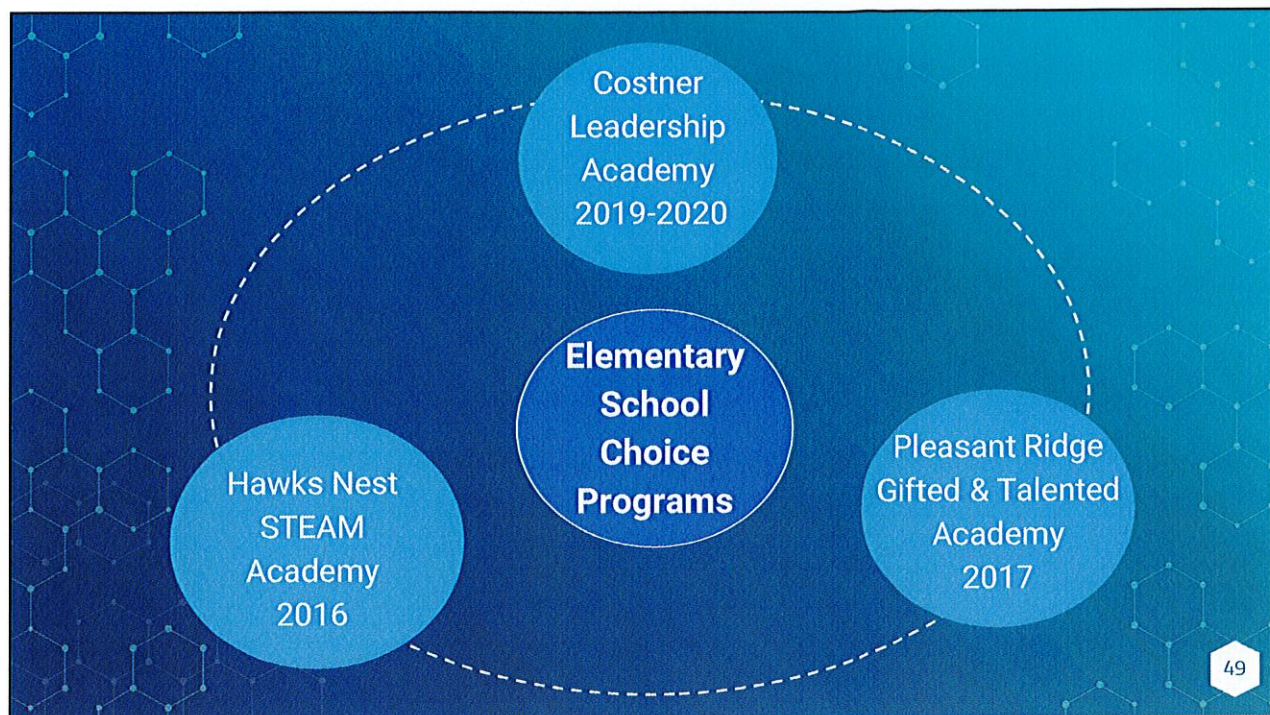 Costner
Leadership
Academy
2019-2020
Elementary
School
Choice
Programs
Hawks Nest
STEAM
Academy
2016
Pleasant Ridge
Gifted & Talented
Academy
2017
49